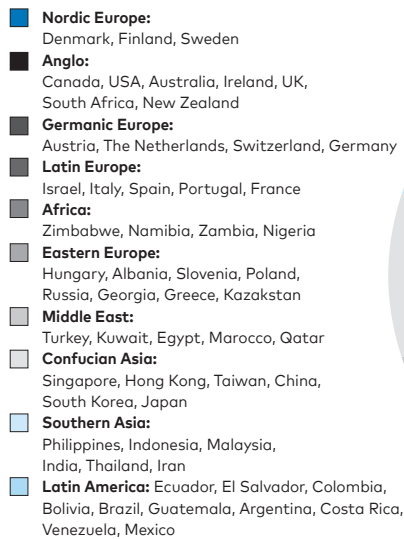 Nordic Europe:
Denmark, Finland, Sweden
Anglo:
Canada, USA, Australia, Ireland, UK,
South Africa, New Zealand
Germanic Europe:
Austria, The Netherlands, Switzerland, Germany
Latin Europe:
Israel, Italy, Spain, Portugal, France
Africa:
Zimbabwe, Namibia, Zambia, Nigeria
Eastern Europe:
Hungary, Albania, Slovenia, Poland,
Russia, Georgia, Greece, Kazakstan
Middle East:
Turkey, Kuwait, Egypt, Marocco, Qatar
Confucian Asia:
Singapore, Hong Kong, Taiwan, China,
South Korea, Japan
Southern Asia:
Philippines, Indonesia, Malaysia,
India, Thailand, Iran
Latin America: Ecuador, El Salvador, Colombia,
Bolivia, Brazil, Guatemala, Argentina, Costa Rica,
Venezuela, Mexico